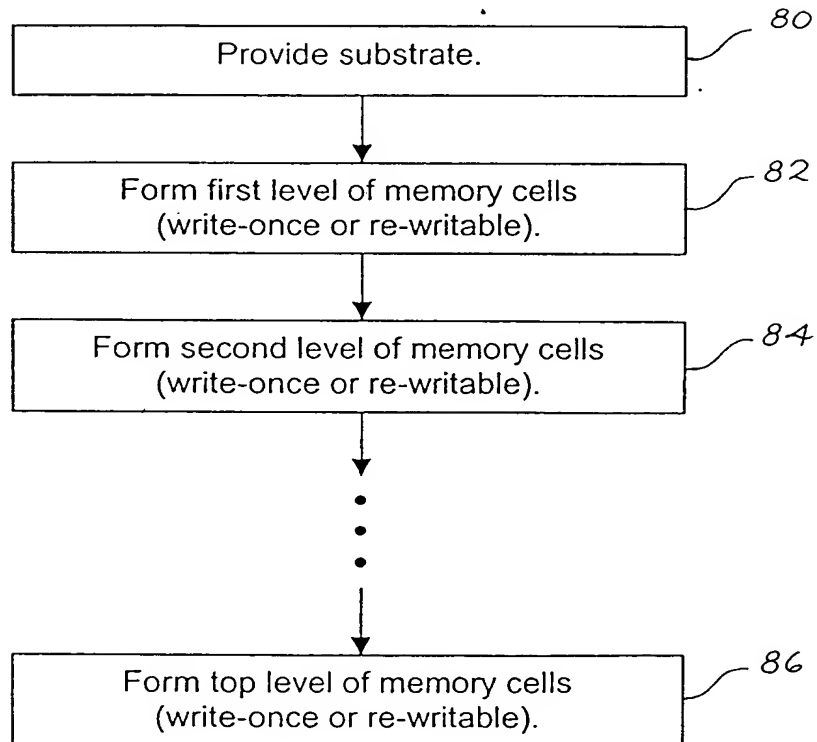 80
Provide substrate.
82
Form first level of memory cells
(write-once or re-writable).
84
Form second level of memory cells
(write-once or re-writable).
86
Form top level of memory cells
(write-once or re-writable).